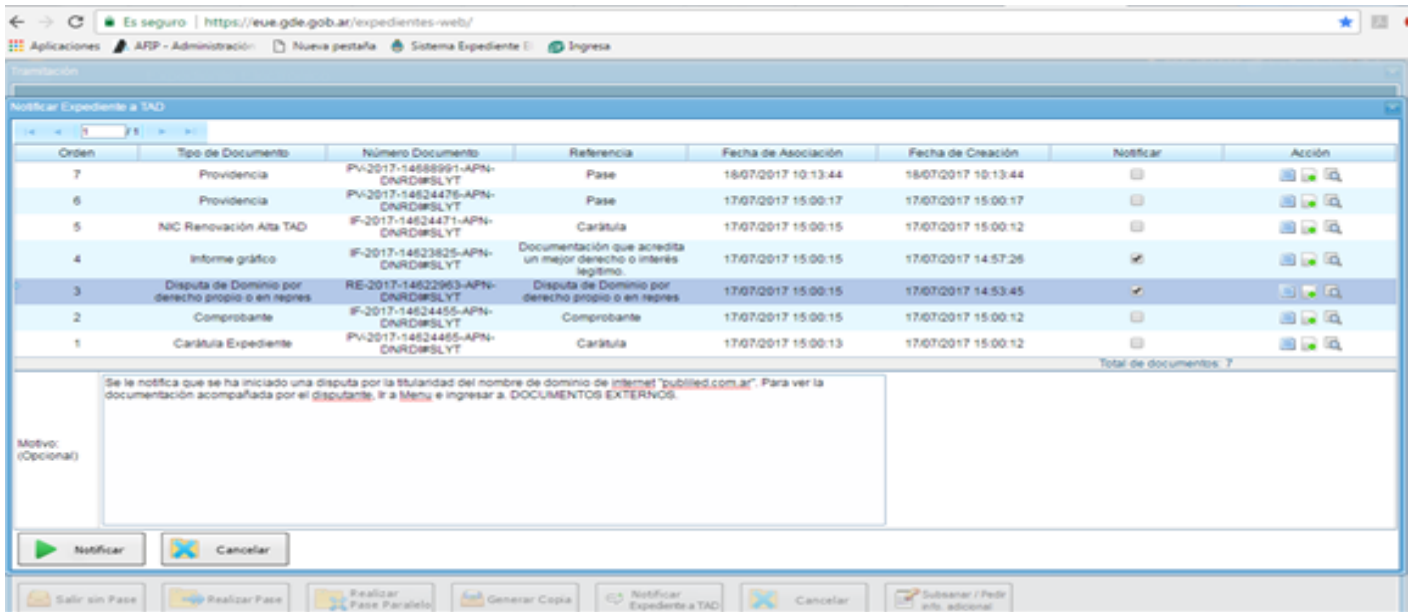 Es seguro | https://eue.gde.gob.ar/expedientes-web/
Aplicaciones AFIP - Administración Nueva pestaña Sistema Expediente El Ingresa
Tramitación
Notificar Expediente a TAD
1 / 1
Orden Tipo de Documento Número Documento Referencia Fecha de Asociación Fecha de Creación Notificar Acción
7 Providencia PV-2017-14688991-APN- Pase 18/07/2017 10:13:44 18/07/2017 10:13:44
DNRDI#SLYT
6 Providencia PV-2017-14624476-APN- Pase 17/07/2017 15:00:17 17/07/2017 15:00:17
DNRDI#SLYT
5 NIC Renovación Alta TAD IF-2017-14624471-APN- Carátula 17/07/2017 15:00:15 17/07/2017 15:00:12
DNRDI#SLYT
4 Informe gráfico IF-2017-14623825-APN- Documentación que acredita 17/07/2017 15:00:15 17/07/2017 14:57:26
DNRDI#SLYT un mejor derecho o interés
legítimo.
3 Disputa de Dominio por RE-2017-14622963-APN- Disputa de Dominio por 17/07/2017 15:00:15 17/07/2017 14:53:45
derecho propio o en repres DNRDI#SLYT derecho propio o en repres
2 Comprobante IF-2017-14624455-APN- Comprobante 17/07/2017 15:00:15 17/07/2017 15:00:12
DNRDI#SLYT
1 Carátula Expediente PV-2017-14624465-APN- Carátula 17/07/2017 15:00:13 17/07/2017 15:00:12
DNRDI#SLYT
Total de documentos: 7
Se le notifica que se ha iniciado una disputa por la titularidad del nombre de dominio de internet "publiled.com.ar". Para ver la
documentación acompañada por el disputante, Ir a Menu e ingresar a. DOCUMENTOS EXTERNOS.
Motivo:
(Opcional)
Notificar Cancelar
Salir sin Pase Realizar Pase Realizar Generar Copia Notificar Cancelar Subsanar / Pedir
Pase Paralelo Expediente a TAD info. adicional